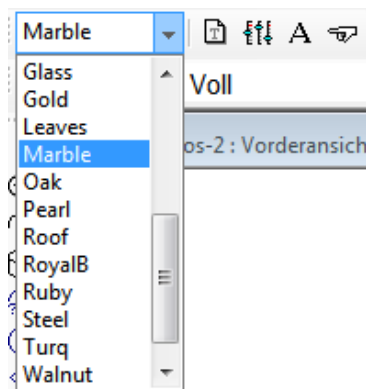 Marble
T A
Voll
os-2 : Vorderansich
Glass
Gold
Leaves
Marble
Oak
Pearl
Roof
RoyalB
Ruby
Steel
Turq
Walnut